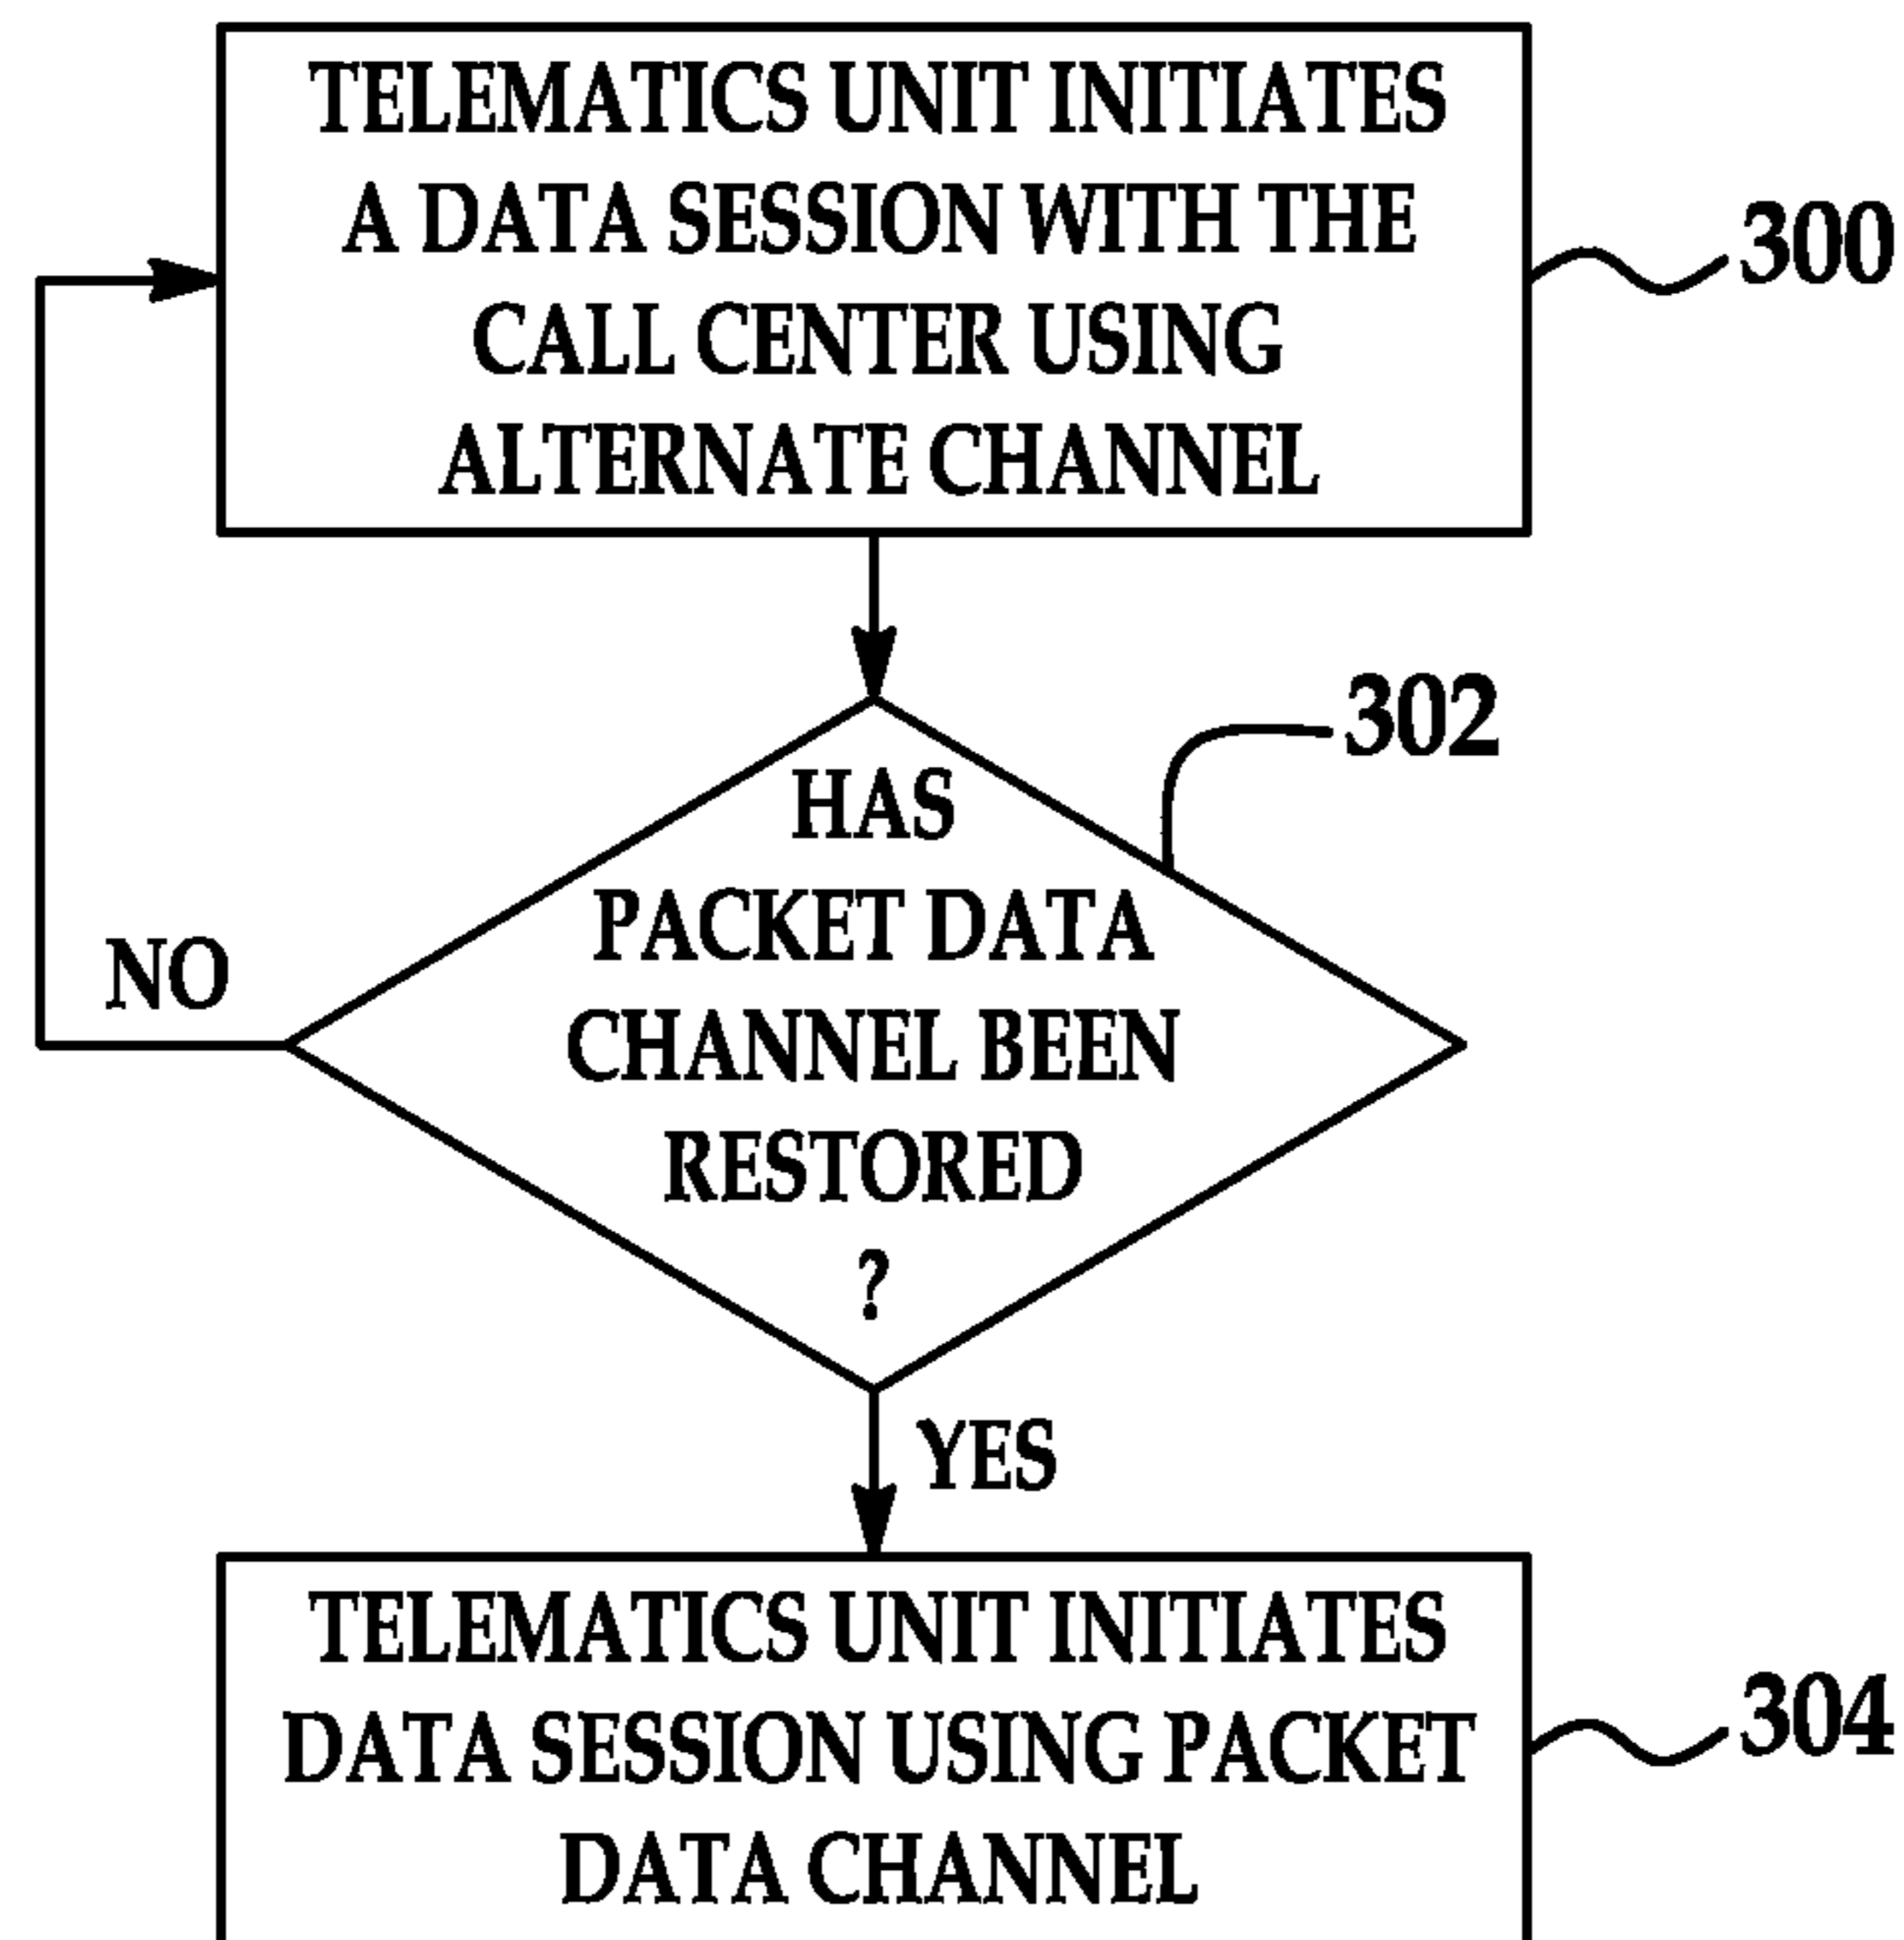 TELEMATICS UNIT INITIATES
A DATA SESSION WITH THE
CALL CENTER USING
ALTERNATE CHANNEL
300
302
HAS
PACKET DATA
CHANNEL BEEN
RESTORED
?
NO
YES
TELEMATICS UNIT INITIATES
DATA SESSION USING PACKET
DATA CHANNEL
304